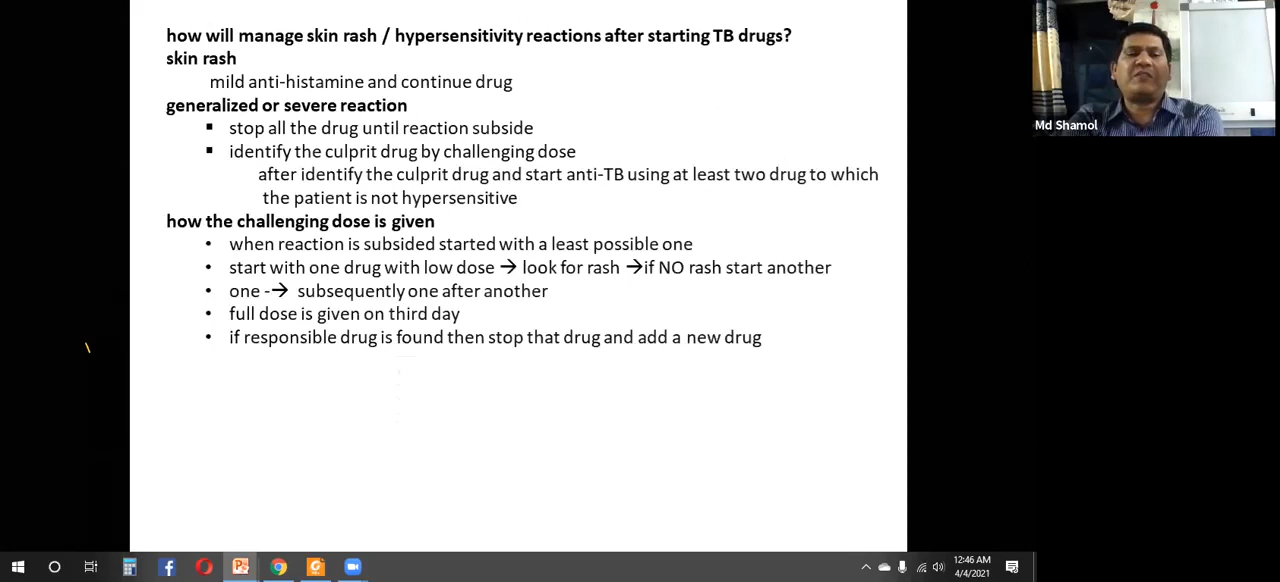 how will manage skin rash / hypersensitivity reactions after starting TB drugs?
skin rash
mild anti-histamine and continue drug
generalized or severe reaction
▪ stop all the drug until reaction subside
▪ identify the culprit drug by challenging dose
after identify the culprit drug and start anti-TB using at least two drug to which
the patient is not hypersensitive
how the challenging dose is given
• when reaction is subsided started with a least possible one
• start with one drug with low dose → look for rash →if NO rash start another
• one -→ subsequently one after another
• full dose is given on third day
• if responsible drug is found then stop that drug and add a new drug
Md Shamol
12:46 AM
4/4/2021